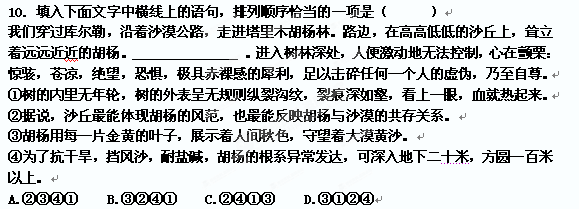 10. 填入下面文字中横线上的语句，排列顺序恰当的一项是（　　）
我们穿过库尔勒，沿着沙漠公路，走进塔里木胡杨林。路边，在高高低低的沙丘上，耸立
着远远近近的胡杨。____________________．进入树林深处，人便激动地无法控制，心在颤栗：
惊骇，苍凉，绝望，恐惧，极具赤裸感的犀利，足以击碎任何一个人的虚伪，乃至自尊。
①树的内里无年轮，树的外表呈无规则纵裂沟纹，裂痕深如壑，看上一眼，血就热起来。
②据说，沙丘最能体现胡杨的风范，也最能反映胡杨与沙漠的共存关系。
③胡杨用每一片金黄的叶子，展示着人间秋色，守望着大漠黄沙。
④为了抗干旱，挡风沙，耐盐碱，胡杨的根系异常发达，可深入地下二十米，方圆一百米
以上。
A.②③④① B.③②④① C.②④①③ D.③①②④